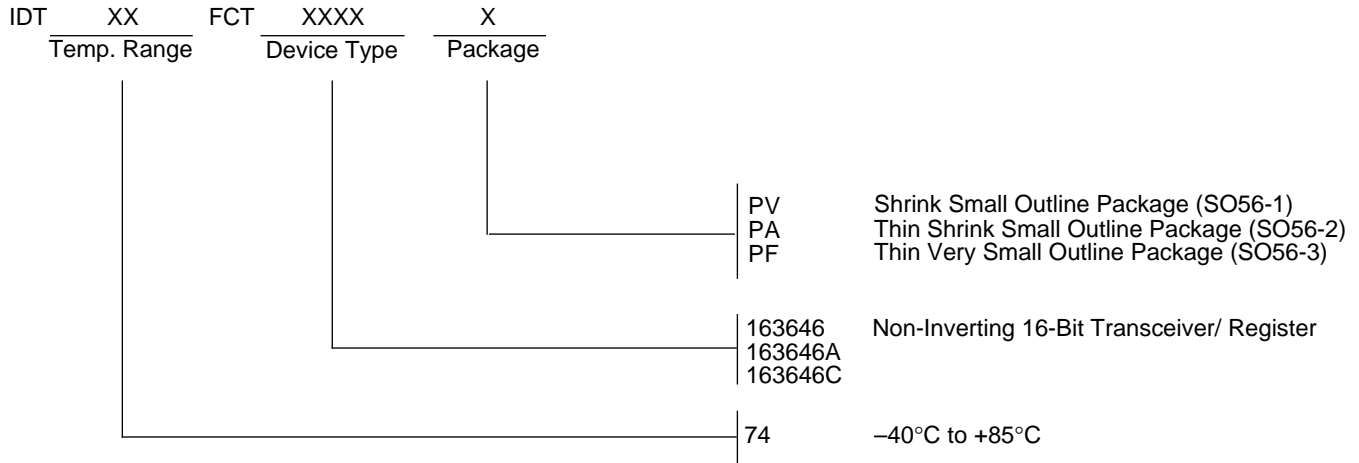 IDT XX FCT XXXX X
Temp. Range Device Type Package
PV Shrink Small Outline Package (SO56-1)
PA Thin Shrink Small Outline Package (SO56-2)
PF Thin Very Small Outline Package (SO56-3)
163646 Non-Inverting 16-Bit Transceiver/ Register
163646A
163646C
74 –40°C to +85°C